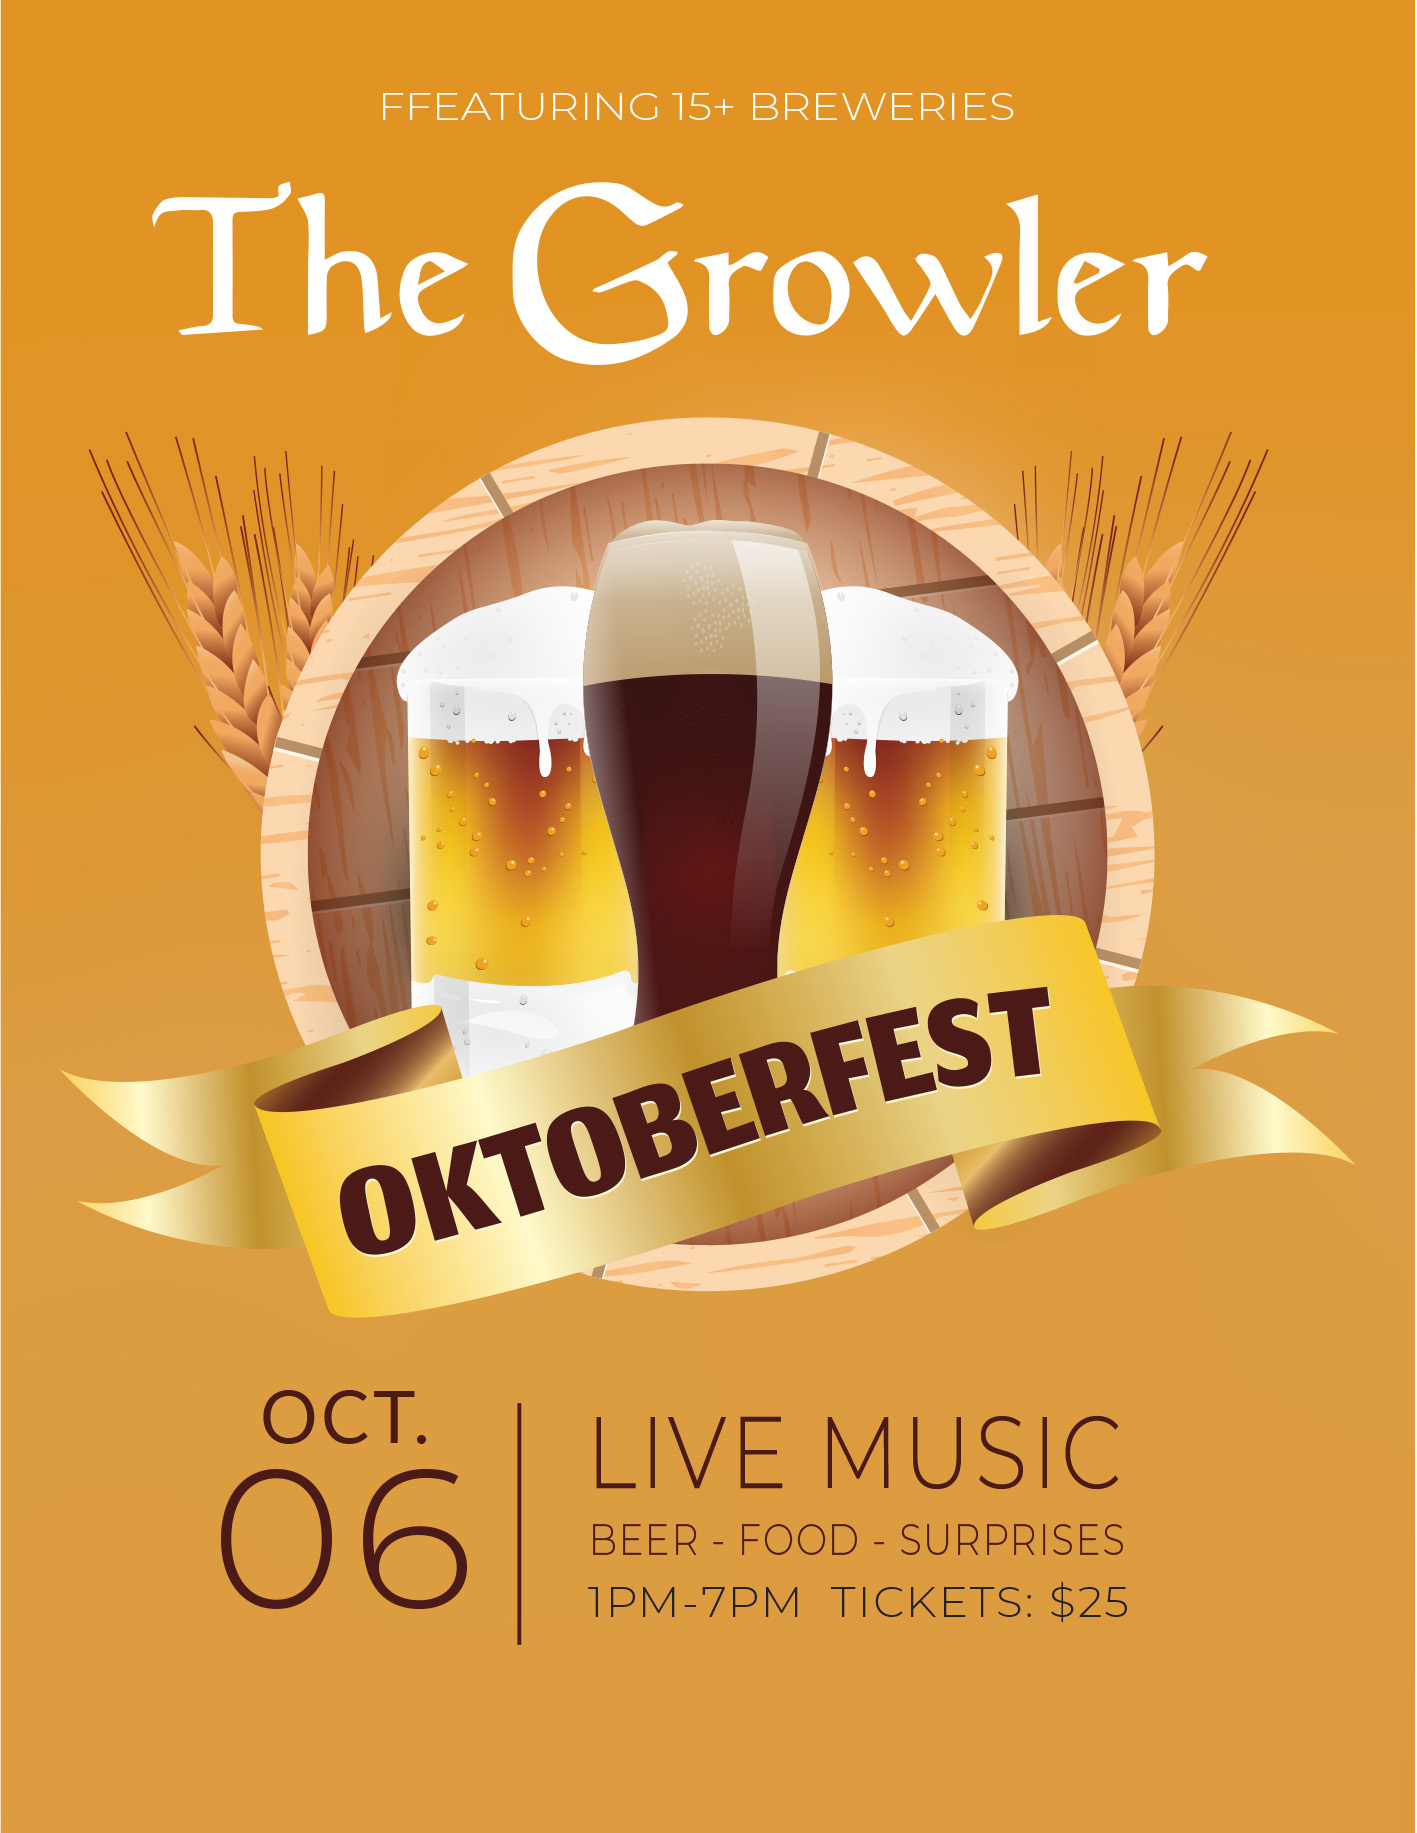 FFEATURING 15+ BREWERIES
The Growler
OKTOBERFEST
OCT.
06
LIVE MUSIC
BEER - FOOD - SURPRISES
1PM-7PM TICKETS: $25